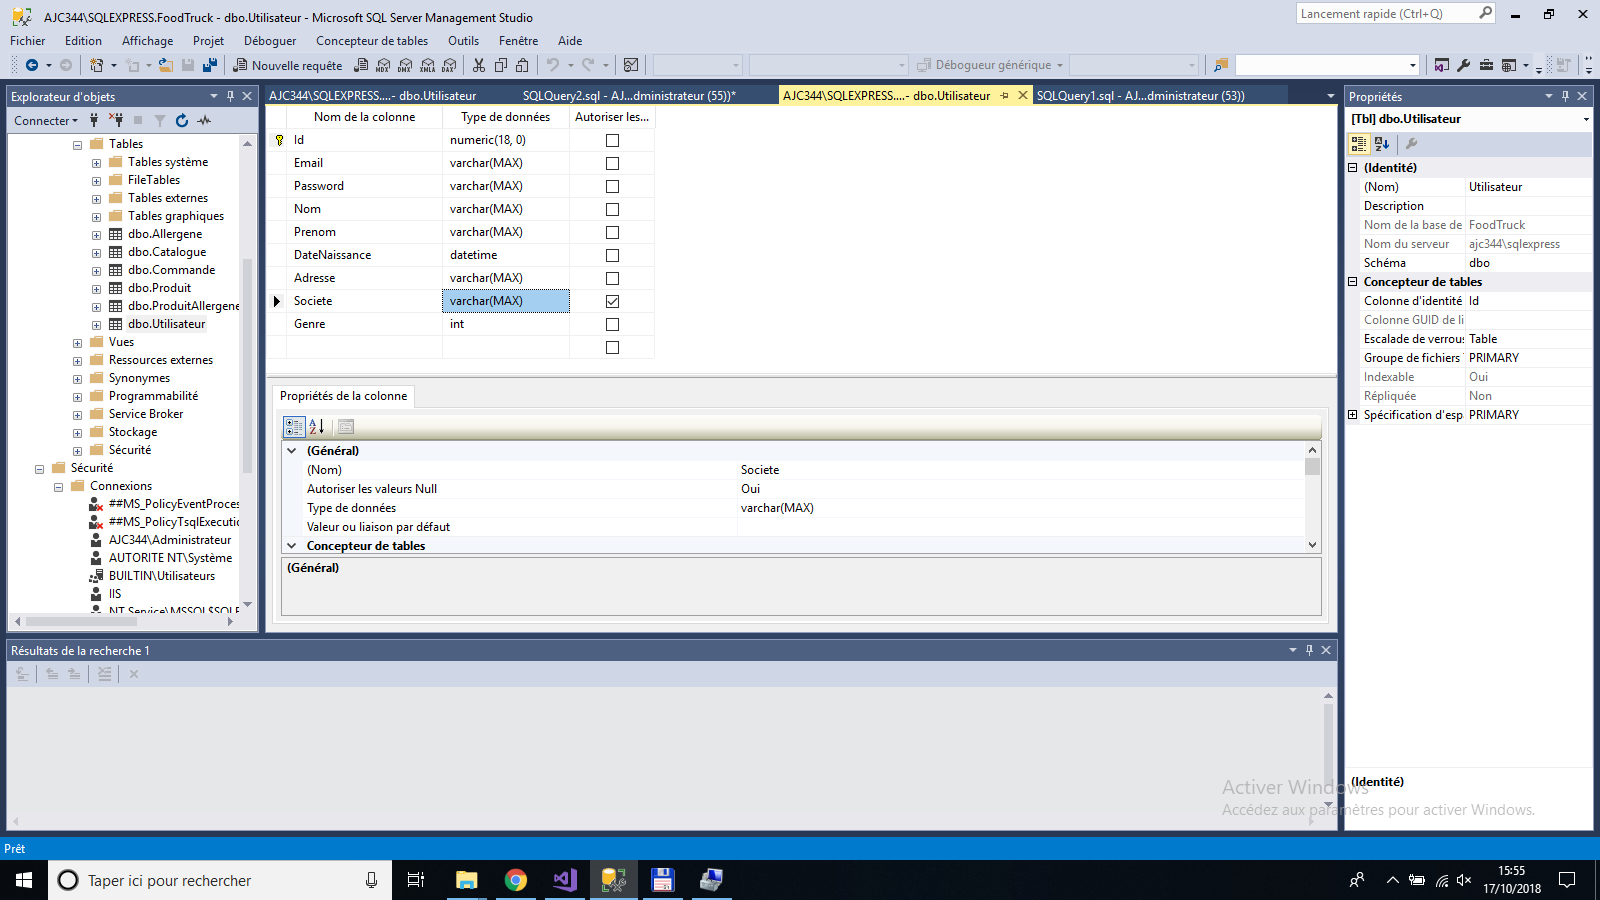 AJC344\SQLEXPRESS.FoodTruck - dbo.Utilisateur - Microsoft SQL Server Management Studio
Lancement rapide (Ctrl+Q)
Fichier Edition Affichage Projet Déboguer Concepteur de tables Outils Fenêtre Aide
Nouvelle requête
MDX DMX XMLA DAX
Débogueur générique
Explorateur d'objets
Connecter
Tables
Tables système
FileTables
Tables externes
Tables graphiques
dbo.Allergene
dbo.Catalogue
dbo.Commande
dbo.Produit
dbo.ProduitAllergene
dbo.Utilisateur
Vues
Ressources externes
Synonymes
Programmabilité
Service Broker
Stockage
Sécurité
Sécurité
Connexions
##MS_PolicyEventProces
##MS_PolicyTsqlExecutio
AJC344\Administrateur
AUTORITE NT\Système
BUILTIN\Utilisateurs
IIS
NT Service\MSSQL$SQLE
AJC344\SQLEXPRESS....- dbo.Utilisateur
SQLQuery2.sql - AJ...dministrateur (55))*
AJC344\SQLEXPRESS....- dbo.Utilisateur
SQLQuery1.sql - AJ...dministrateur (53))
Nom de la colonne Type de données Autoriser les...
Id numeric(18, 0)
Email varchar(MAX)
Password varchar(MAX)
Nom varchar(MAX)
Prenom varchar(MAX)
DateNaissance datetime
Adresse varchar(MAX)
Societe varchar(MAX)
Genre int
Propriétés de la colonne
(Général)
(Nom) Societe
Autoriser les valeurs Null Oui
Type de données varchar(MAX)
Valeur ou liaison par défaut
Concepteur de tables
(Général)
Résultats de la recherche 1
Propriétés
[Tbl] dbo.Utilisateur
(Identité)
(Nom) Utilisateur
Description
Nom de la base de FoodTruck
Nom du serveur ajc344\sqlexpress
Schéma dbo
Concepteur de tables
Colonne d'identité Id
Colonne GUID de li
Escalade de verrous Table
Groupe de fichiers PRIMARY
Indexable Oui
Répliquée Non
Spécification d'esp PRIMARY
(Identité)
Activer Windows
Accédez aux paramètres pour activer Windows.
Prêt
Taper ici pour rechercher
15:55
17/10/2018